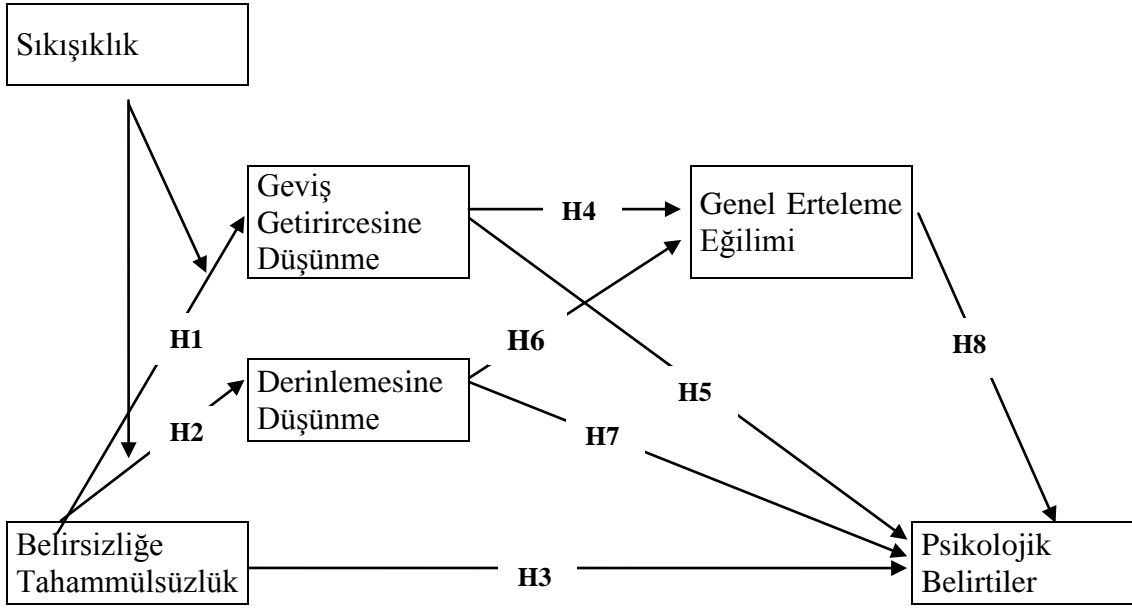 Sıkışıklık
Geviş
Getirircesine
Düşünme
H4
Genel Erteleme
Eğilimi
H1
H6
H8
Derinlemesine
Düşünme
H5
H2
H7
Belirsizliğe
Tahammülsüzlük
H3
Psikolojik
Belirtiler